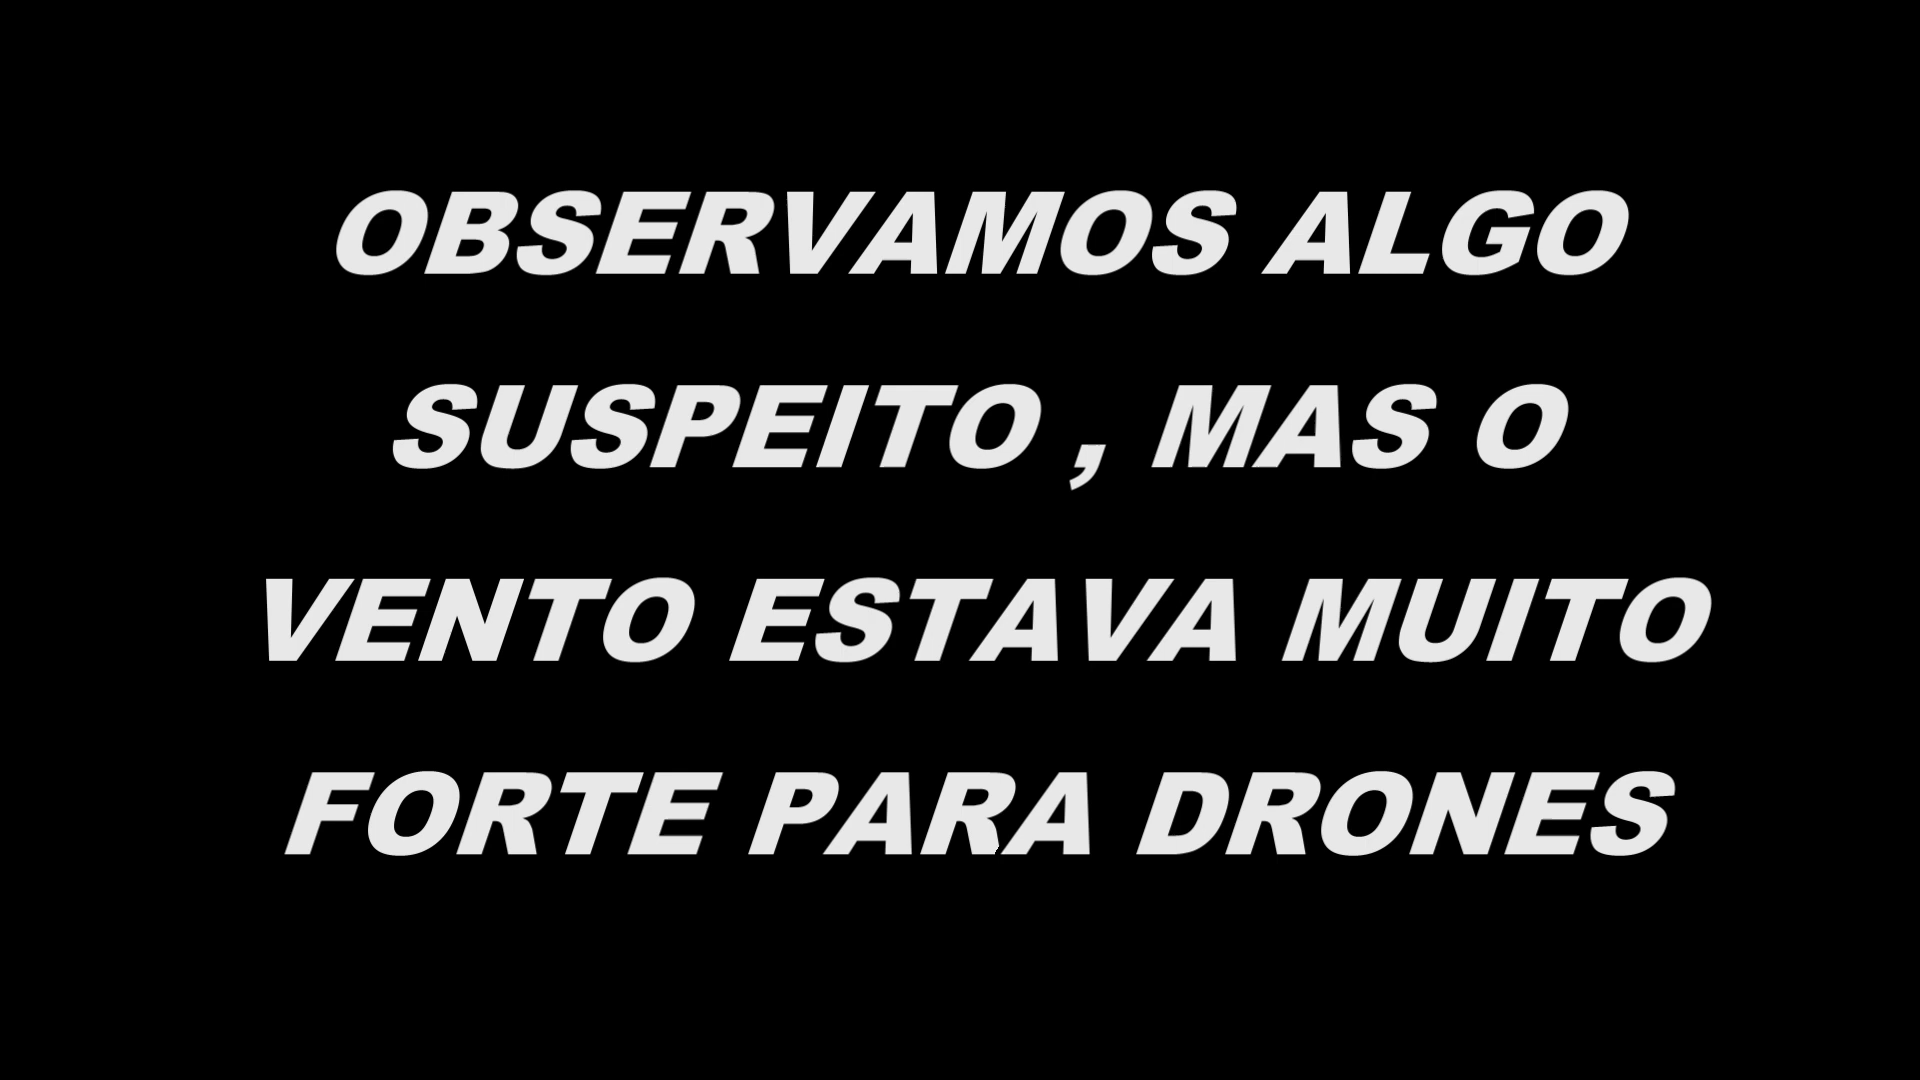 OBSERVAMOS ALGO
SUSPEITO , MAS O
VENTO ESTAVA MUITO
FORTE PARA DRONES